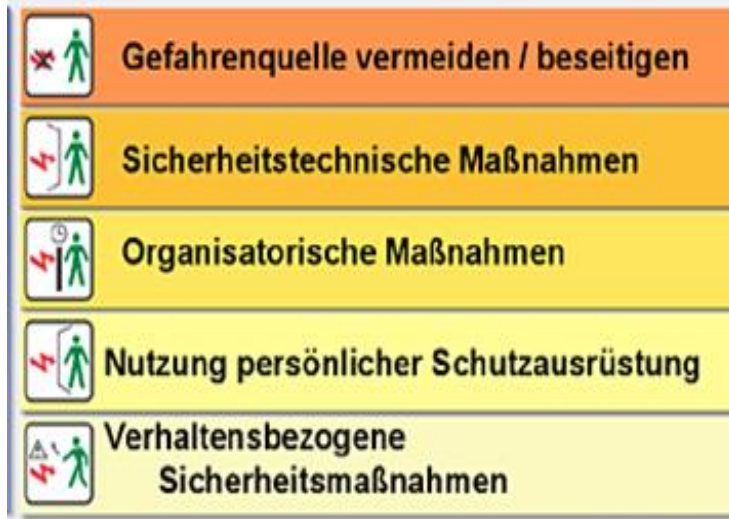 Gefahrenquelle vermeiden / beseitigen
Sicherheitstechnische Maßnahmen
Organisatorische Maßnahmen
Nutzung persönlicher Schutzausrüstung
Verhaltensbezogene
Sicherheitsmaßnahmen